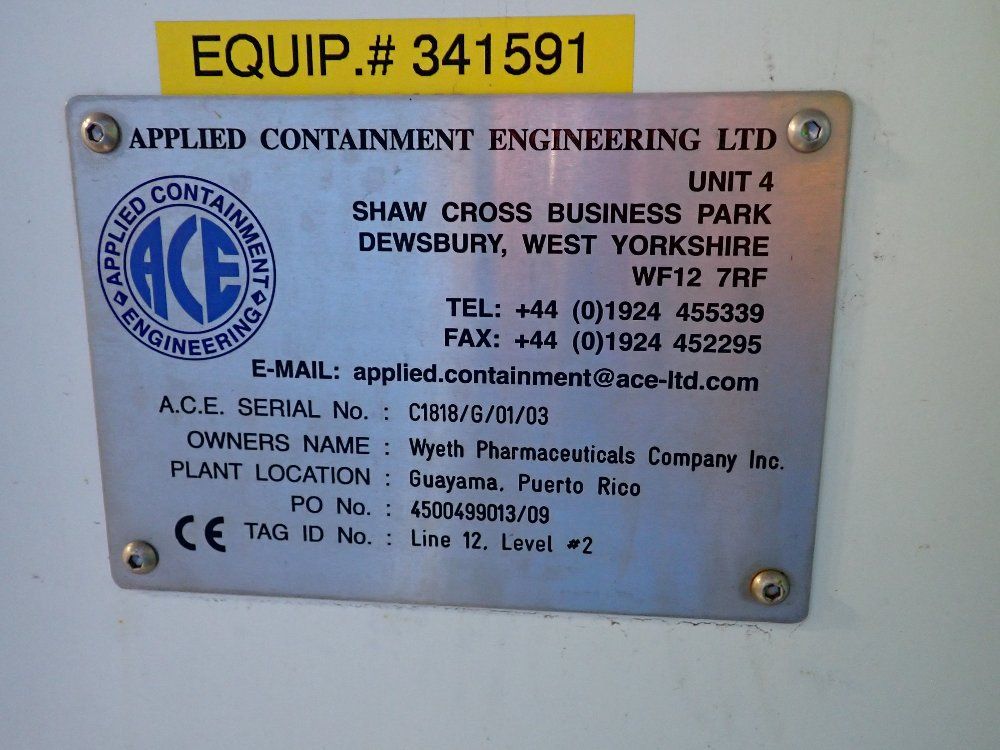 EQUIP.# 341591
APPLIED CONTAINMENT ENGINEERING LTD
UNIT 4
SHAW CROSS BUSINESS PARK
DEWSBURY, WEST YORKSHIRE
WF12 7RF
TEL: +44 (0)1924 455339
FAX: +44 (0)1924 452295
E-MAIL: applied.containment@ace-ltd.com
APPLIED CONTAINMENT
ACE
ENGINEERING
A.C.E. SERIAL No. : C1818/G/01/03
OWNERS NAME : Wyeth Pharmaceuticals Company Inc.
PLANT LOCATION : Guayama, Puerto Rico
PO No. : 4500499013/09
CE TAG ID No. : Line 12, Level #2